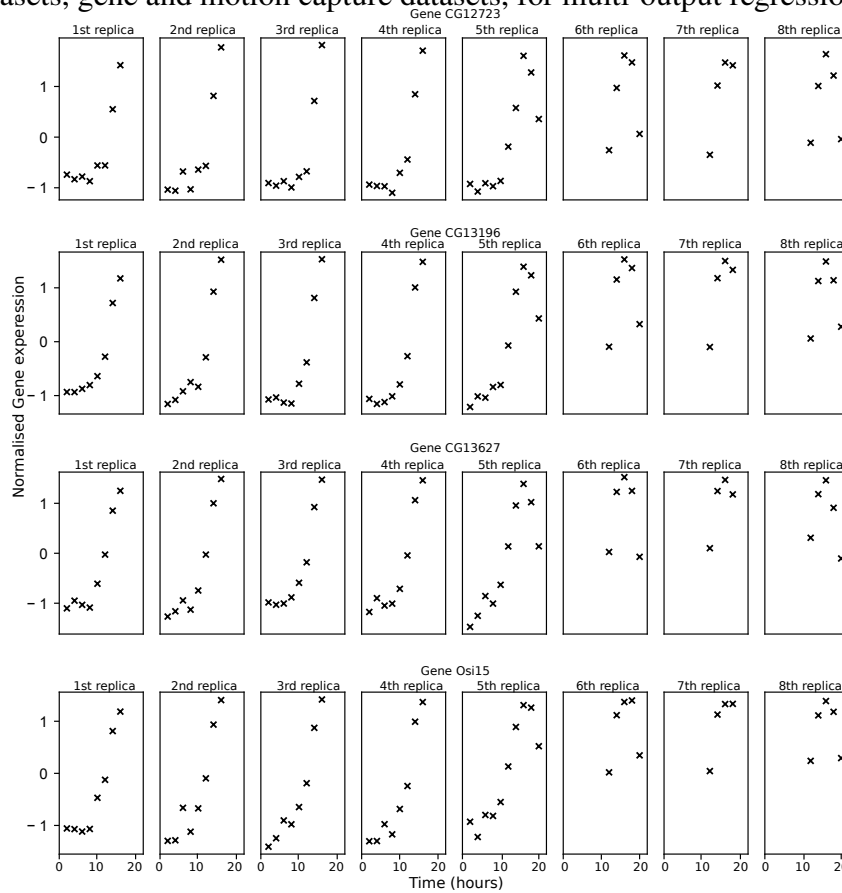 asets, gene and motion capture datasets, for multi-output regression
Gene CG12723
1st replica 2nd replica 3rd replica 4th replica 5th replica 6th replica 7th replica 8th replica
1
0
−1
Gene CG13196
1st replica 2nd replica 3rd replica 4th replica 5th replica 6th replica 7th replica 8th replica
1
0
−1
Normalised Gene experession
Gene CG13627
1st replica 2nd replica 3rd replica 4th replica 5th replica 6th replica 7th replica 8th replica
1
0
−1
Gene Osi15
1st replica 2nd replica 3rd replica 4th replica 5th replica 6th replica 7th replica 8th replica
1
0
−1
0 10 20 0 10 20 0 10 20 0 10 20 0 10 20 0 10 20 0 10 20 0 10 20
Time (hours)